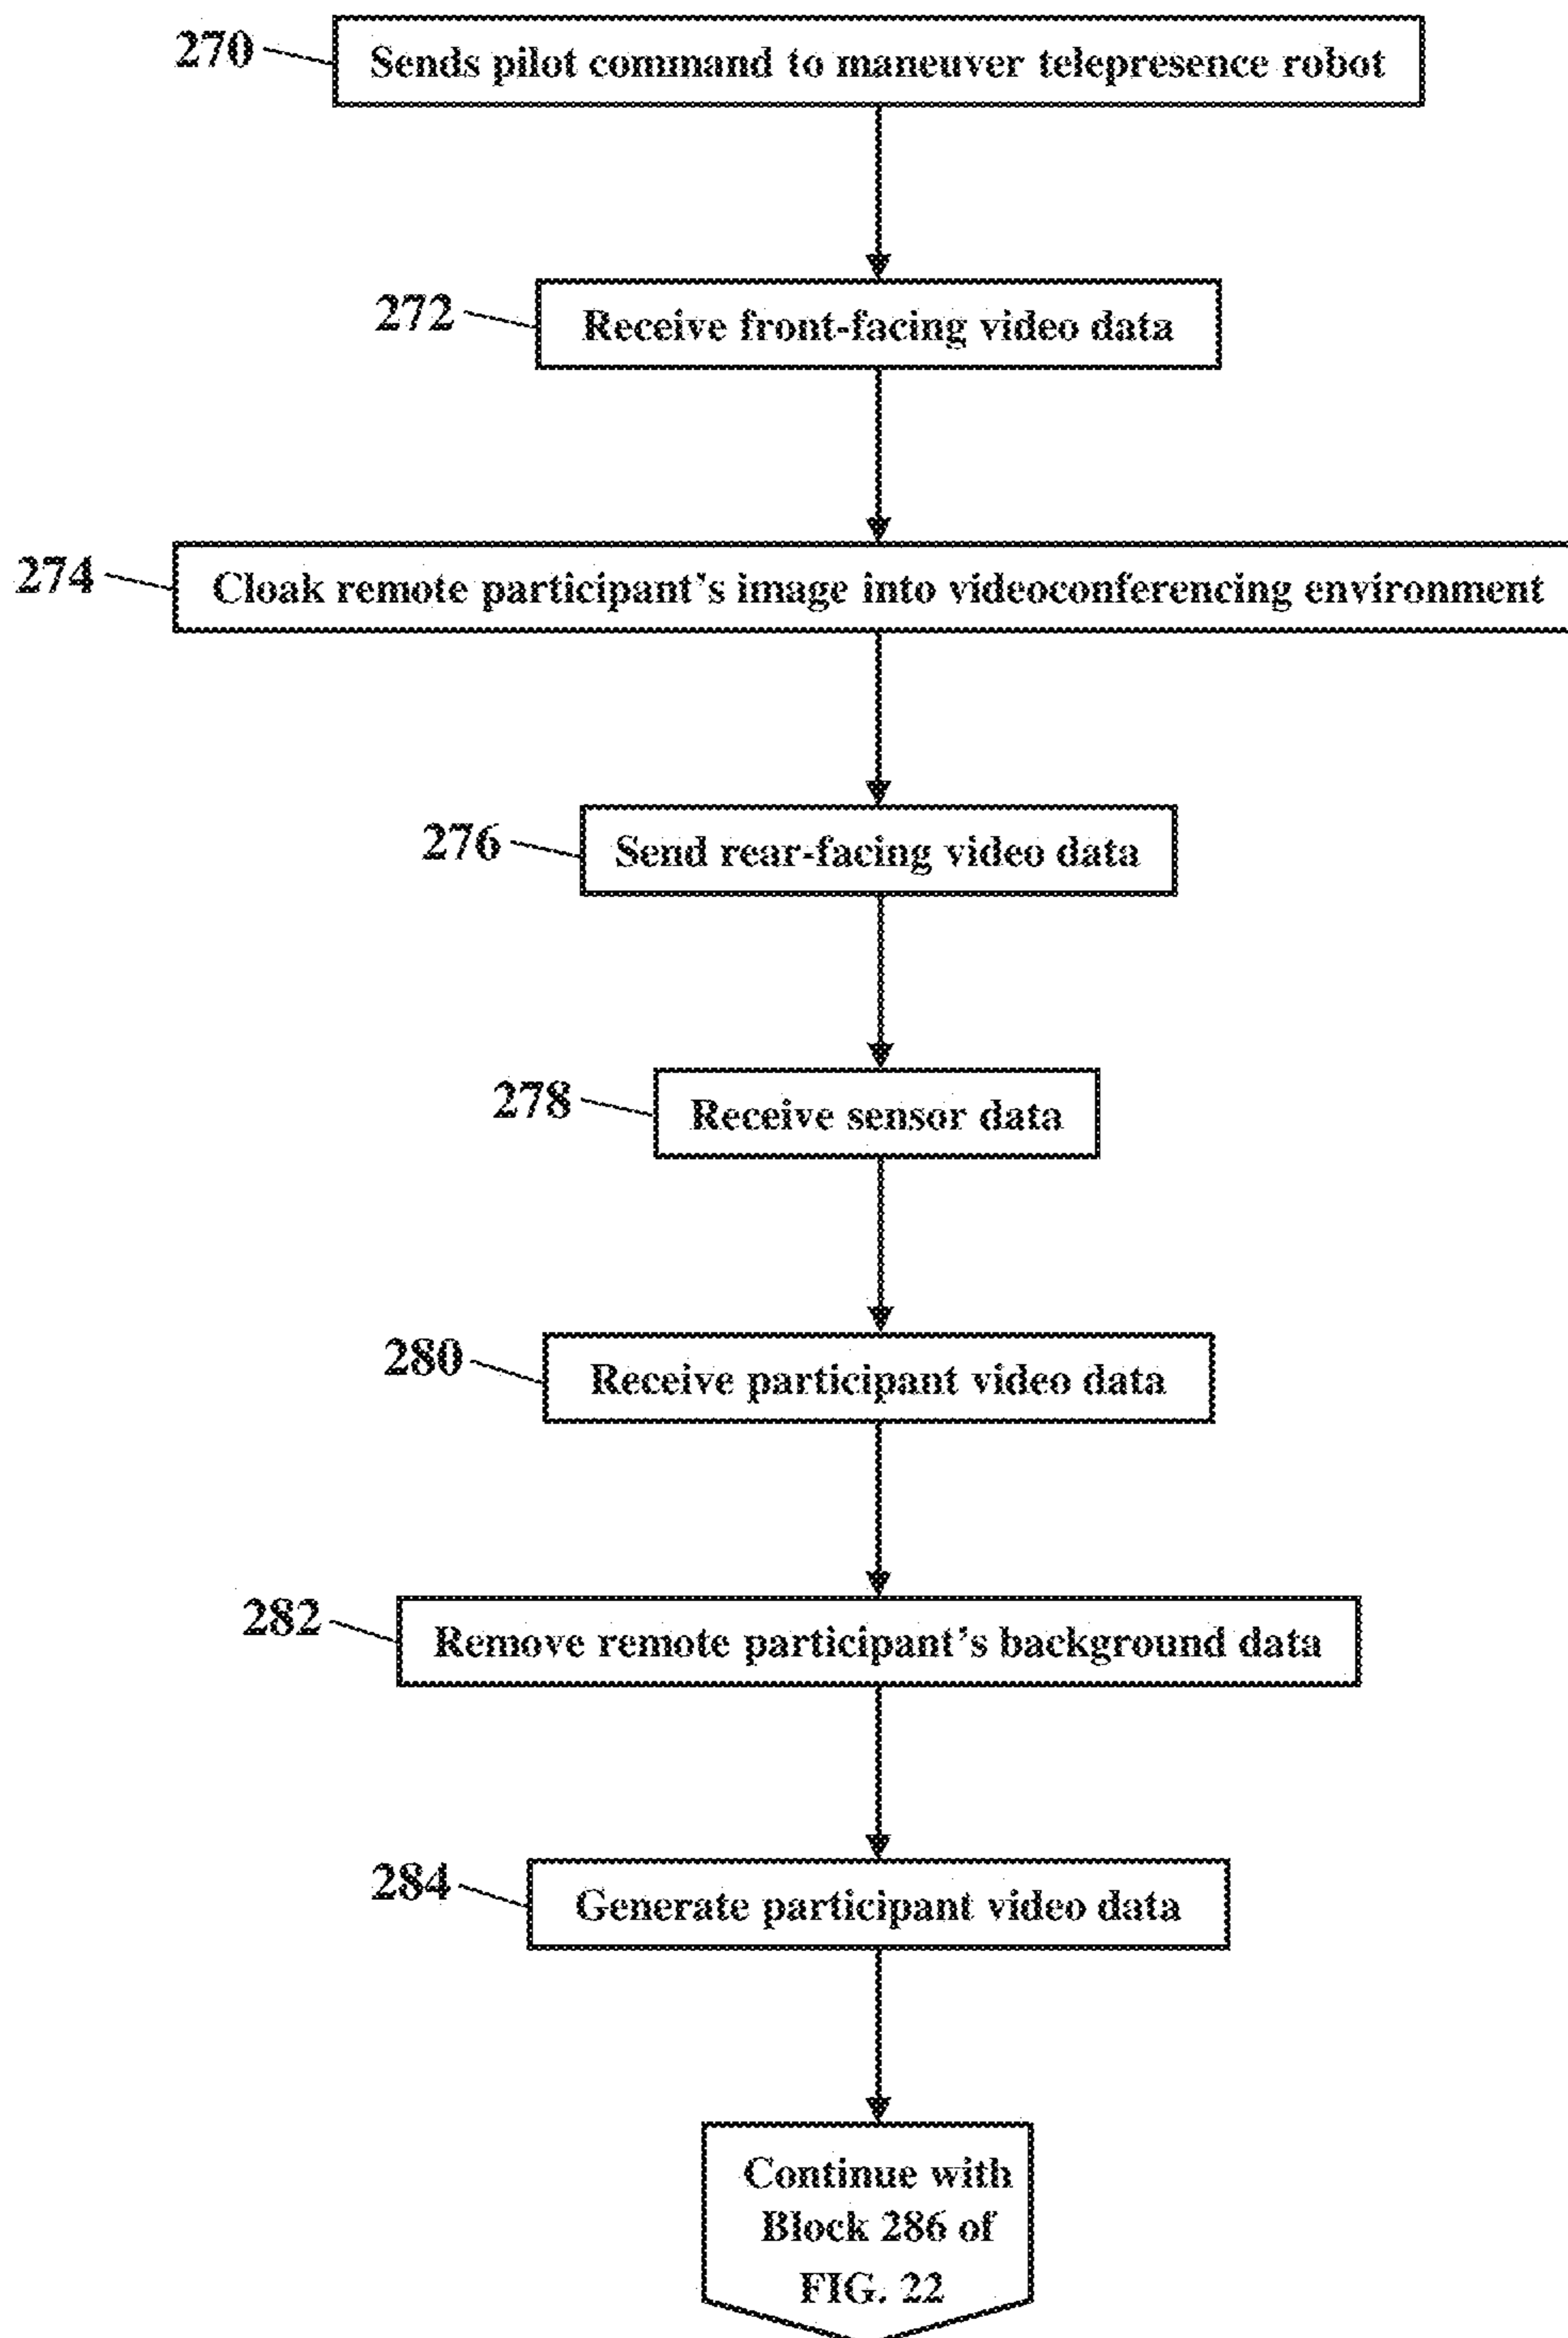 270 Sends pilot command to maneuver telepresence robot
272 Receive front-facing video data
274 Cloak remote participant's image into videoconferencing environment
276 Send rear-facing video data
278 Receive sensor data
280 Receive participant video data
282 Remove remote participant's background data
284 Generate participant video data
Continue with
Block 286 of
FIG. 22